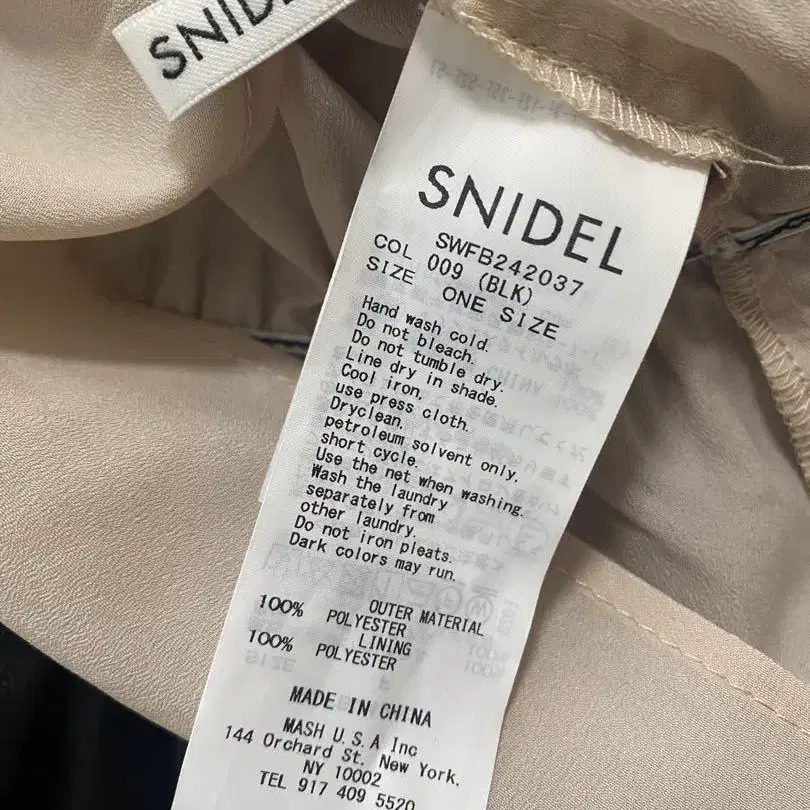 SNIDEL
SWFB242037
COL 009 (BLK)
SIZE ONE SIZE
Hand wash cold.
Do not bleach.
Do not tumble dry.
Line dry in shade.
Cool iron,
use press cloth.
Dryclean,
petroleum solvent only,
short cycle.
Use the net when washing.
Wash the laundry
separately from
other laundry.
Do not iron pleats.
Dark colors may run.
OUTER MATERIAL
100% POLYESTER
LINING
100% POLYESTER
MADE IN CHINA
MASH U.S.A Inc
144 Orchard St. New York.
NY 10002
TEL 917 409 5520